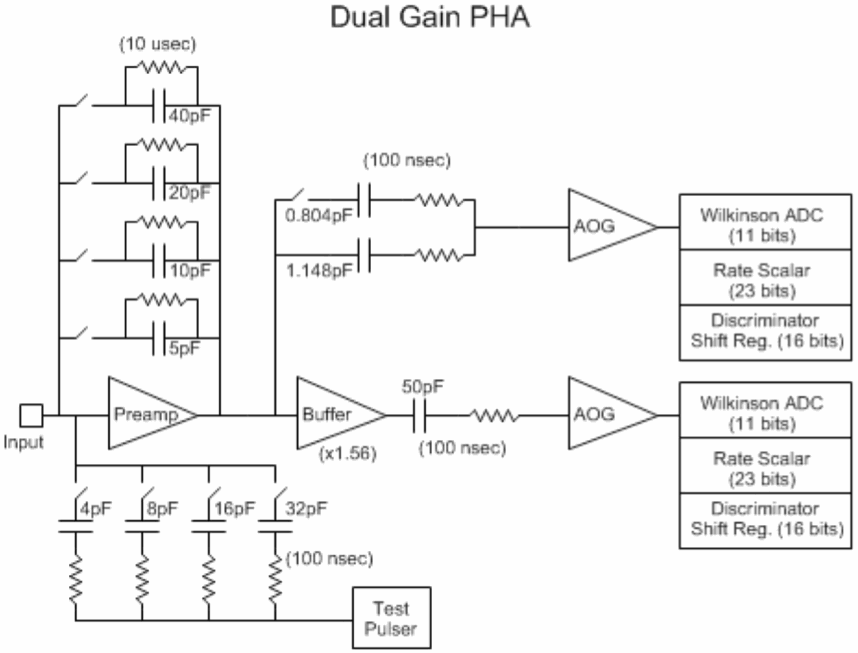 Dual Gain PHA
(10 usec)
40pF
20pF
10pF
5pF
(100 nsec)
0.804pF
1.148pF
AOG
Wilkinson ADC
(11 bits)
Rate Scalar
(23 bits)
Discriminator
Shift Reg. (16 bits)
Input
Preamp
Buffer
(x1.56)
50pF
(100 nsec)
AOG
Wilkinson ADC
(11 bits)
Rate Scalar
(23 bits)
Discriminator
Shift Reg. (16 bits)
4pF
8pF
16pF
32pF
(100 nsec)
Test
Pulser